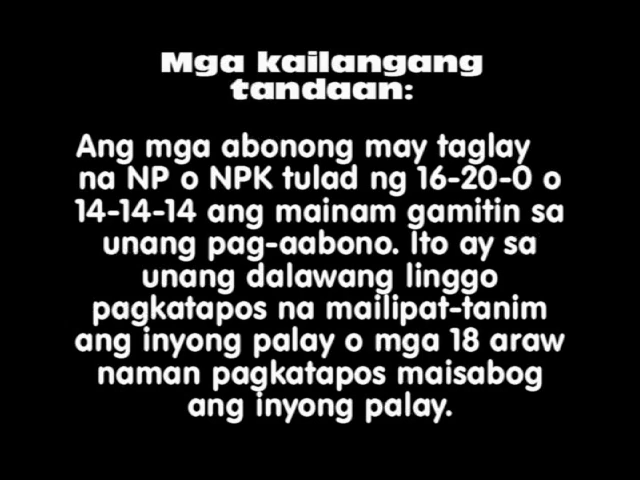 Mga kailangang
tandaan:
Ang mga abonong may taglay
na NP o NPK tulad ng 16-20-0 o
14-14-14 ang mainam gamitin sa
unang pag-aabono. Ito ay sa
unang dalawang linggo
pagkatapos na mailipat-tanim
ang inyong palay o mga 18 araw
naman pagkatapos maisabog
ang inyong palay.